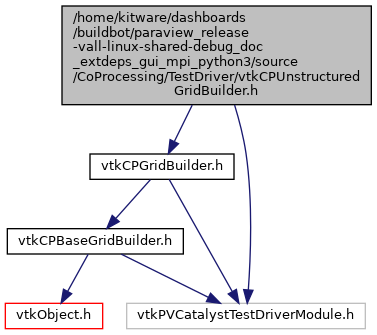 /home/kitware/dashboards
/buildbot/paraview_release
-vall-linux-shared-debug_doc
_extdeps_gui_mpi_python3/source
/CoProcessing/TestDriver/vtkCPUnstructured
GridBuilder.h
vtkCPGridBuilder.h
vtkCPBaseGridBuilder.h
vtkObject.h
vtkPVCatalystTestDriverModule.h